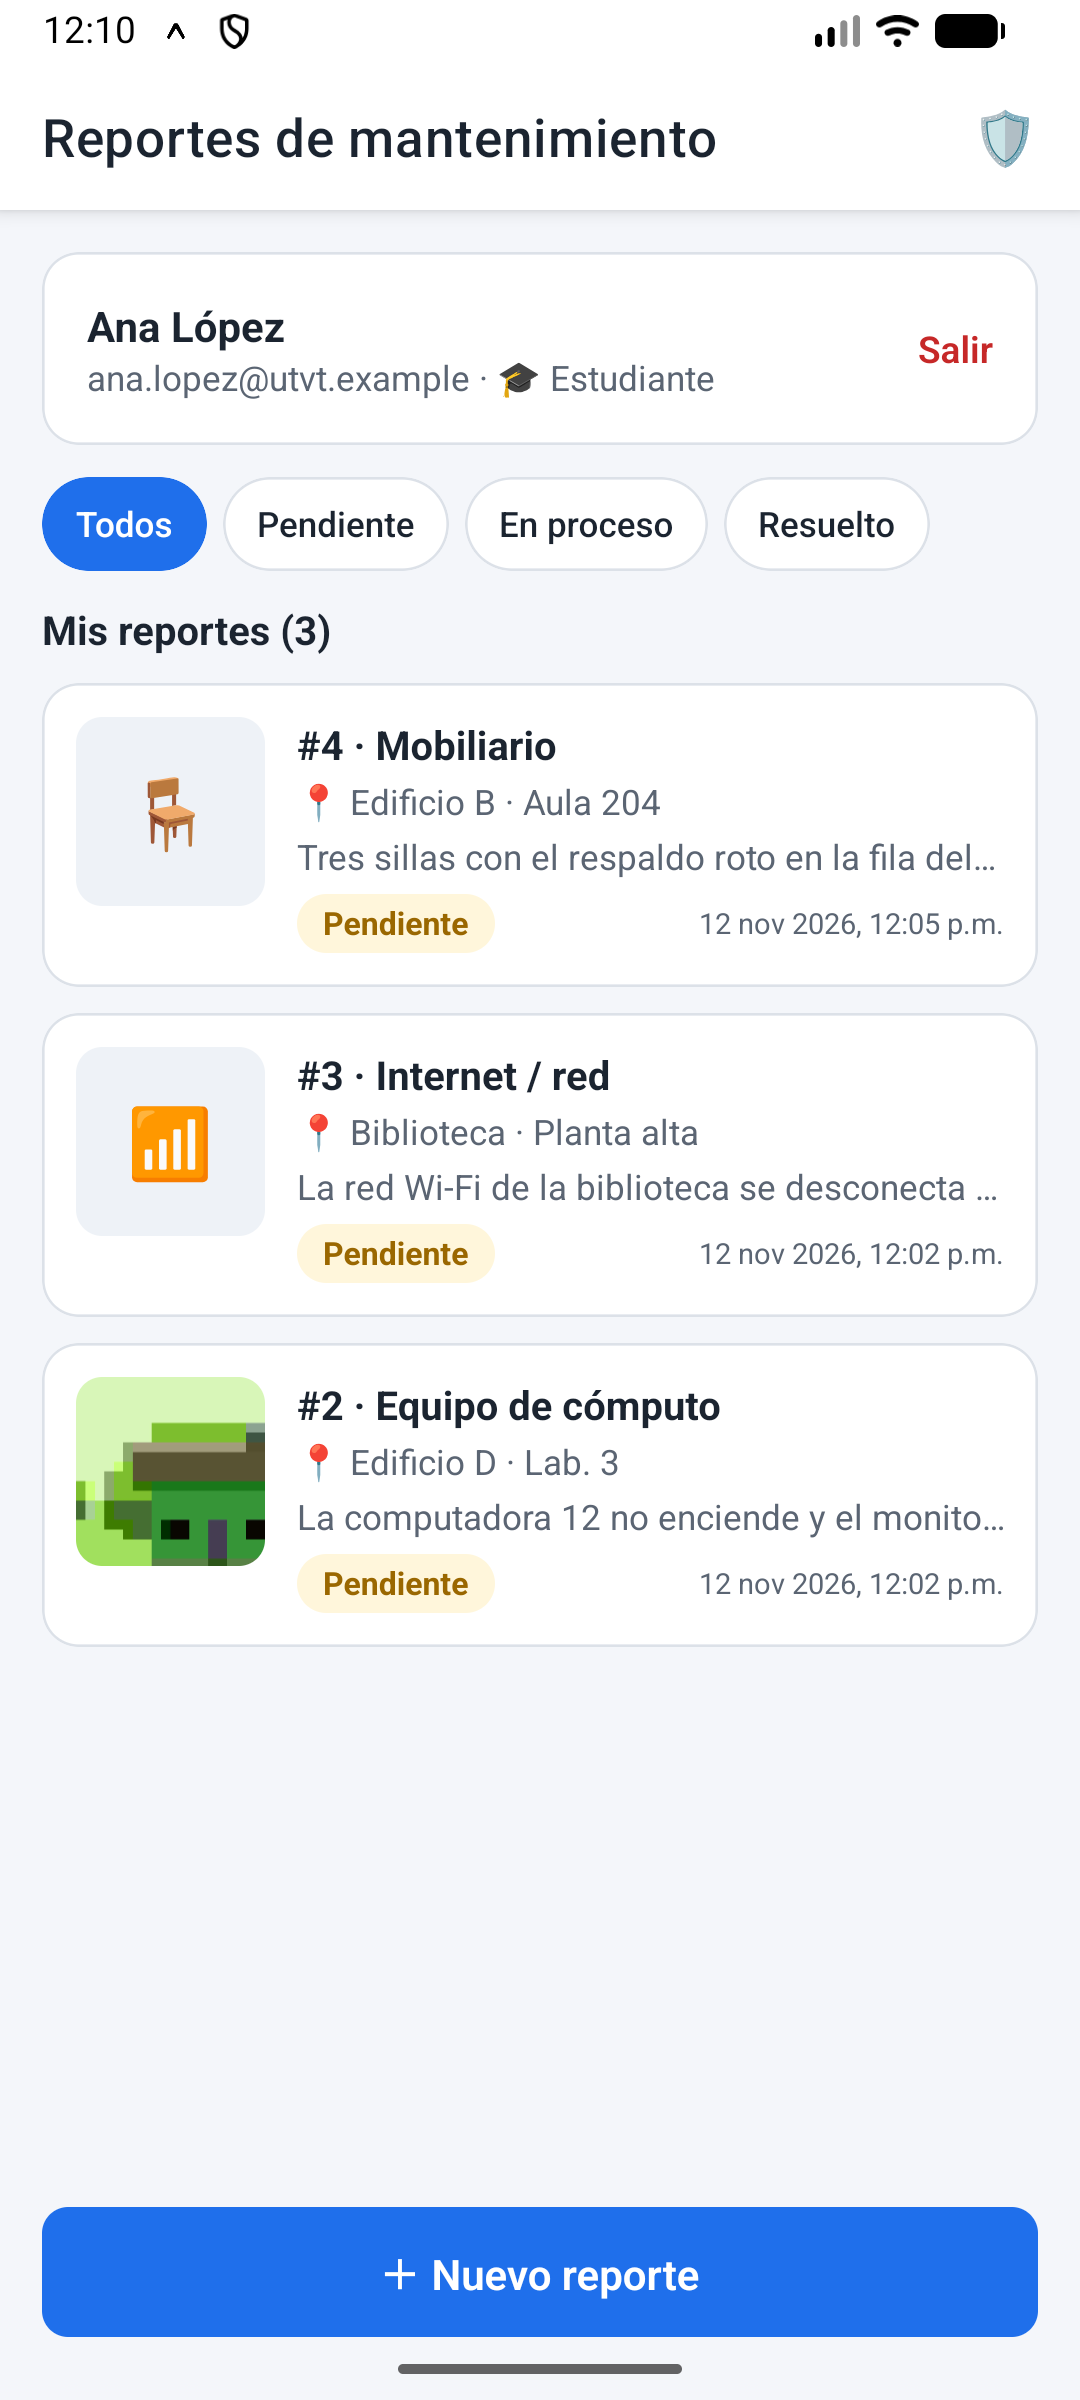 12:10
Reportes de mantenimiento
Ana López
ana.lopez@utvt.example · 🎓 Estudiante
Salir
Todos
Pendiente
En proceso
Resuelto
Mis reportes (3)
#4 · Mobiliario
📍 Edificio B · Aula 204
Tres sillas con el respaldo roto en la fila del…
Pendiente
12 nov 2026, 12:05 p.m.
#3 · Internet / red
📍 Biblioteca · Planta alta
La red Wi-Fi de la biblioteca se desconecta …
Pendiente
12 nov 2026, 12:02 p.m.
#2 · Equipo de cómputo
📍 Edificio D · Lab. 3
La computadora 12 no enciende y el monito…
Pendiente
12 nov 2026, 12:02 p.m.
+ Nuevo reporte